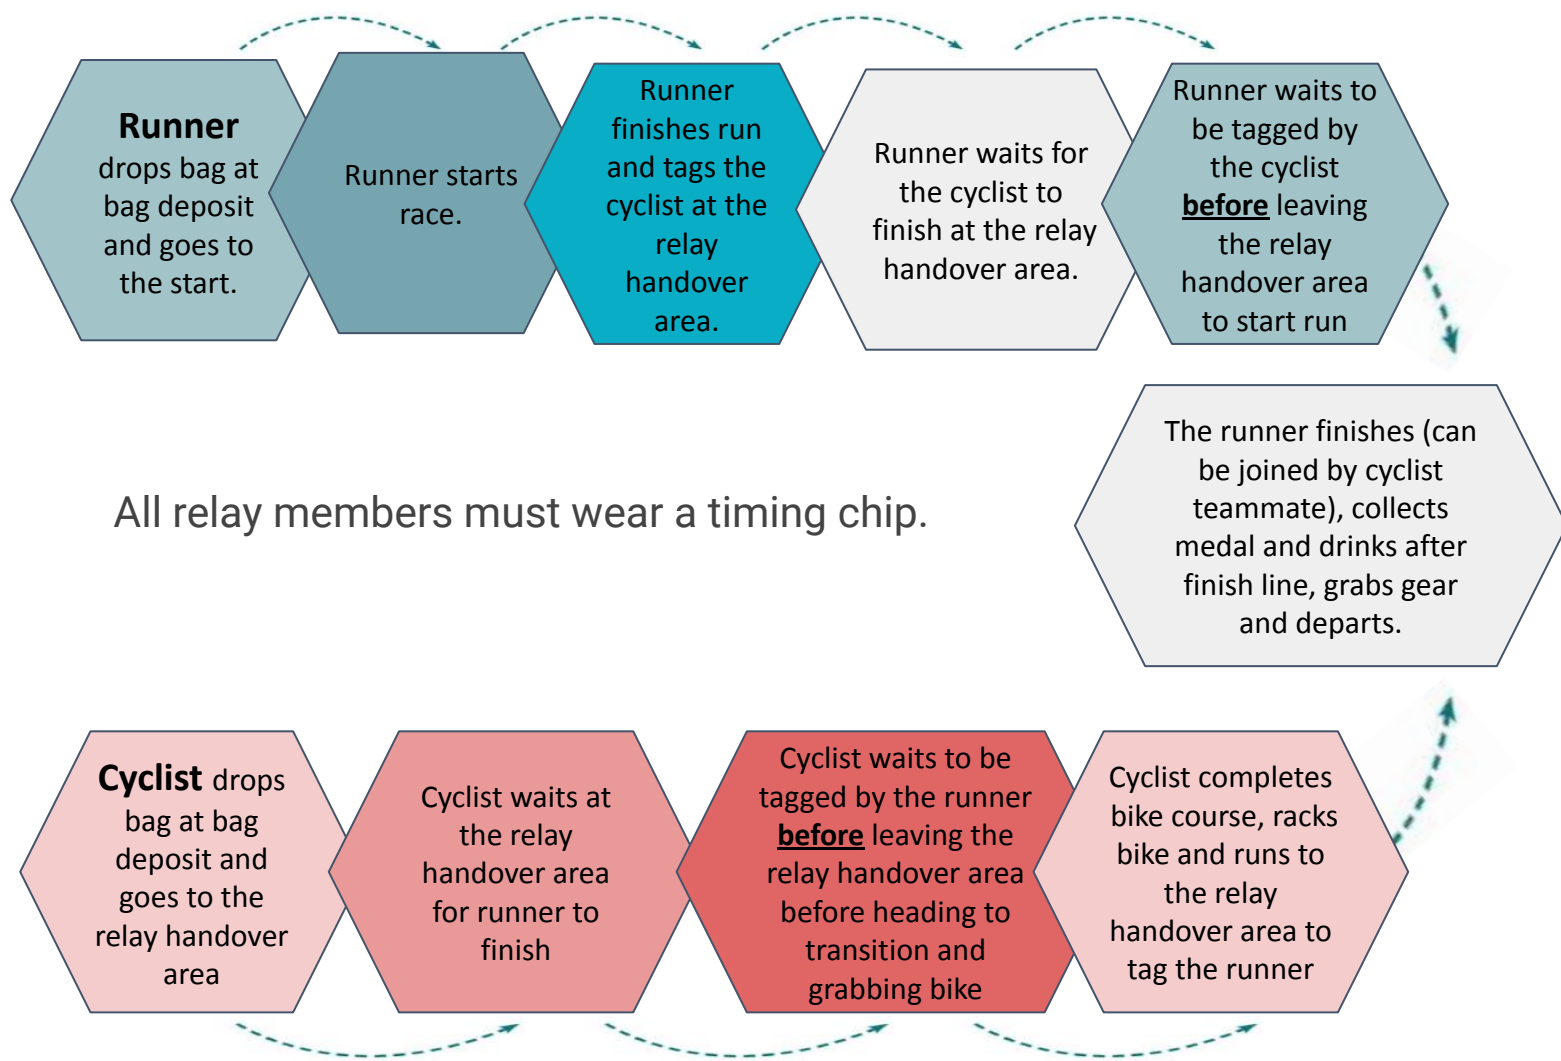 Runner
drops bag at
bag deposit
and goes to
the start.
Runner starts
race.
Runner
finishes run
and tags the
cyclist at the
relay
handover
area.
Runner waits for
the cyclist to
finish at the relay
handover area.
Runner waits to
be tagged by
the cyclist
before leaving
the relay
handover area
to start run
The runner finishes (can
be joined by cyclist
teammate), collects
medal and drinks after
finish line, grabs gear
and departs.
All relay members must wear a timing chip.
Cyclist drops
bag at bag
deposit and
goes to the
relay handover
area
Cyclist waits at
the relay
handover area
for runner to
finish
Cyclist waits to be
tagged by the runner
before leaving the
relay handover area
before heading to
transition and
grabbing bike
Cyclist completes
bike course, racks
bike and runs to
the relay
handover area to
tag the runner